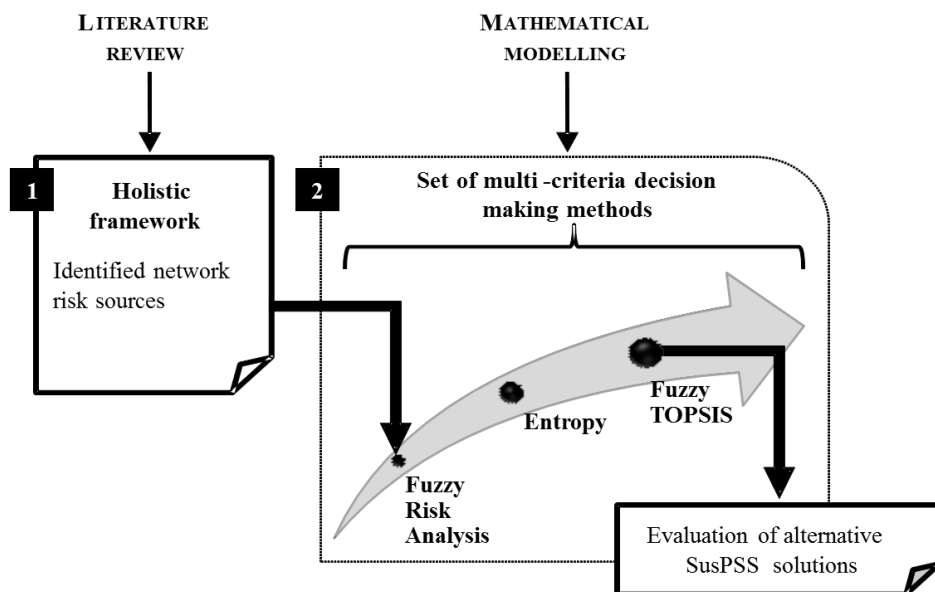 LITERATURE
REVIEW
MATHEMATICAL
MODELLING
1
Holistic
framework
Identified network
risk sources
2
Set of multi -criteria decision
making methods
Fuzzy
Risk
Analysis
Entropy
Fuzzy
TOPSIS
Evaluation of alternative
SusPSS solutions